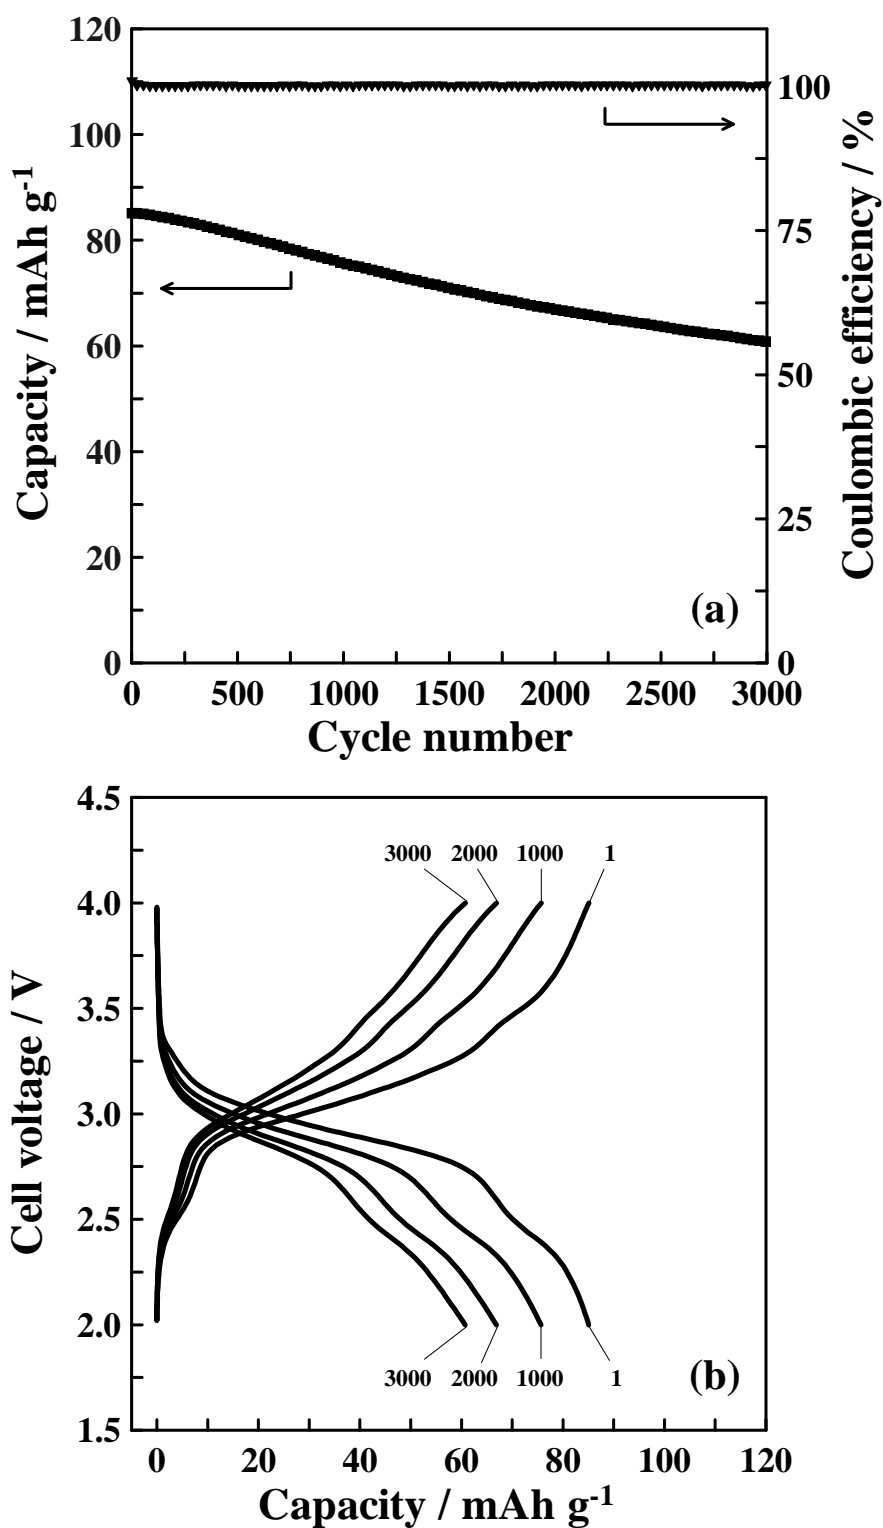 120
100
80
60
40
20
0
Capacity / mAh g-1
100
75
50
25
0
Coulombic efficiency / %
(a)
0 500 1000 1500 2000 2500 3000
Cycle number
4.5
4.0
3.5
3.0
2.5
2.0
1.5
Cell voltage / V
3000 2000 1000 1
3000 2000 1000 1
(b)
0 20 40 60 80 100 120
Capacity / mAh g-1